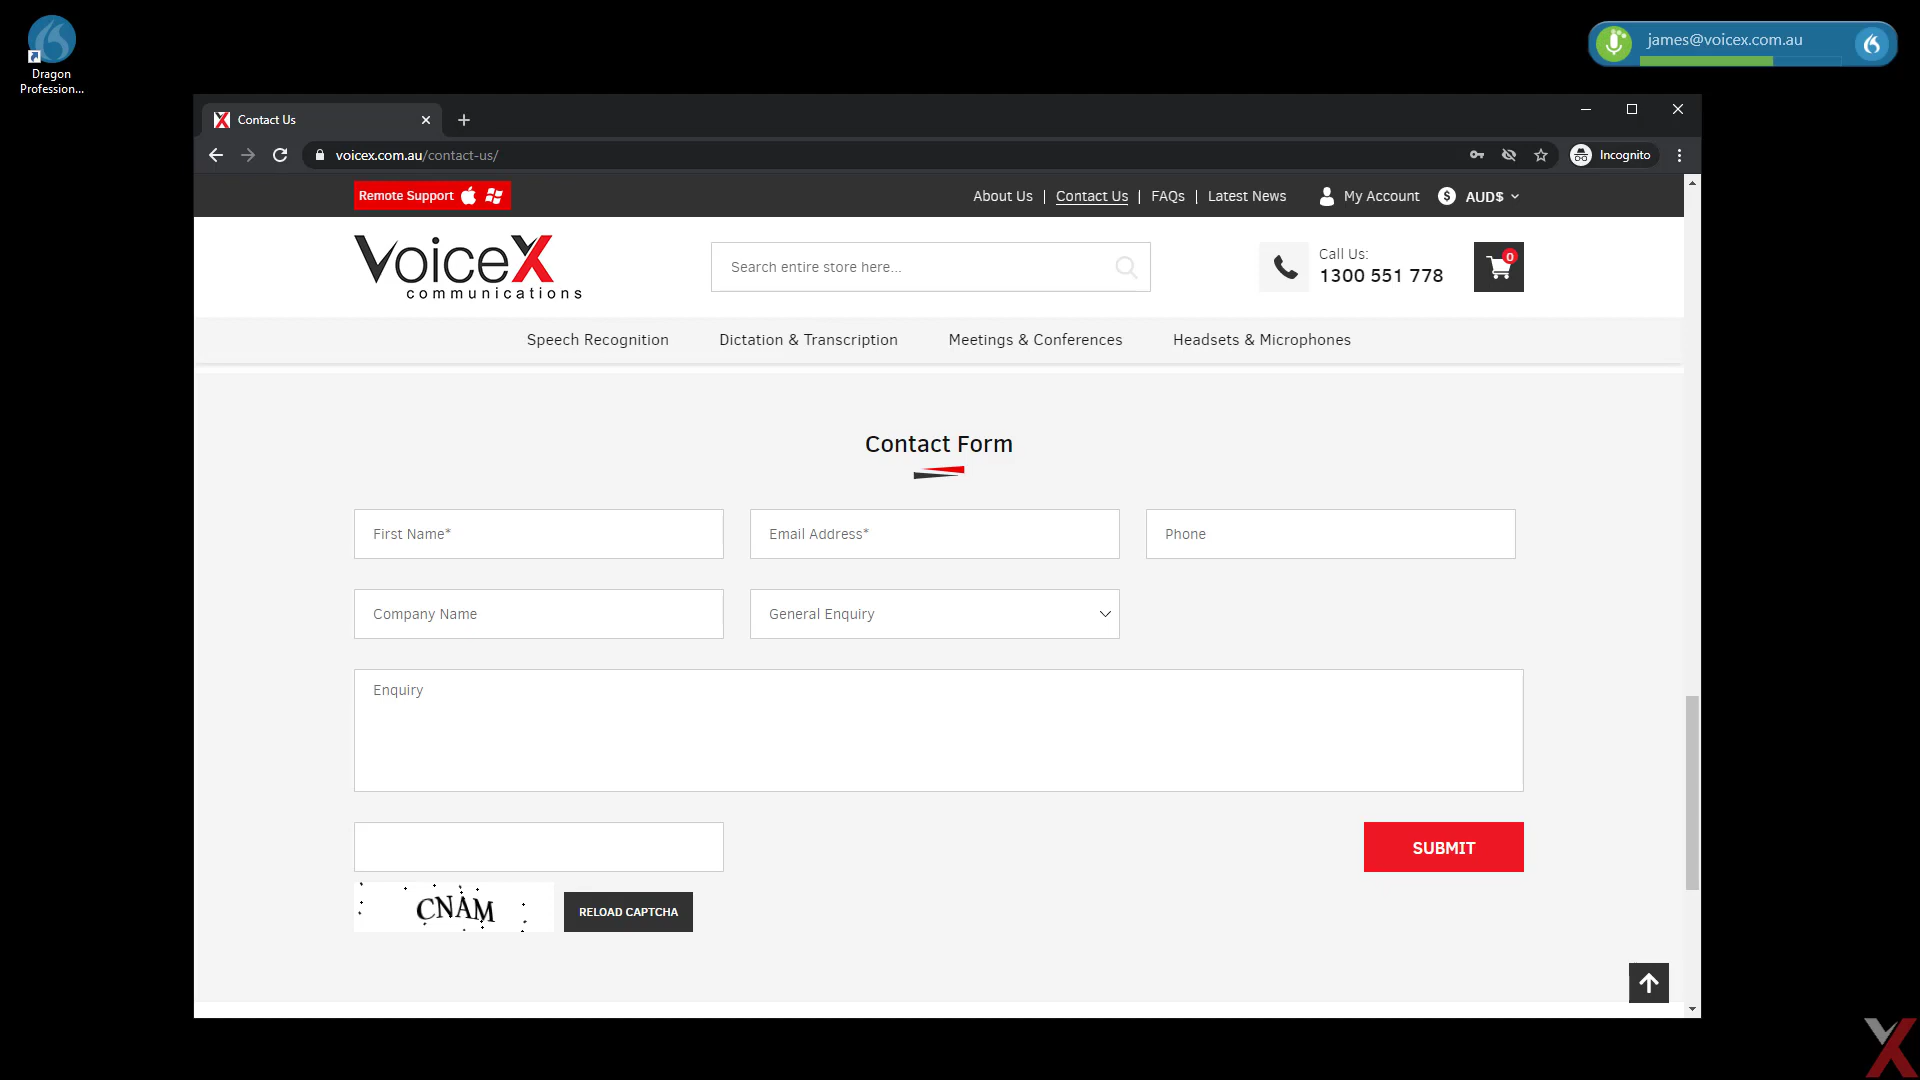 Dragon
Profession...
james@voicex.com.au
Contact Us
voicex.com.au/contact-us/
Incognito
Remote Support
About Us | Contact Us | FAQs | Latest News
My Account
$ AUD$
VoiceX
communications
Search entire store here...
Call Us:
1300 551 778
0
Speech Recognition
Dictation & Transcription
Meetings & Conferences
Headsets & Microphones
Contact Form
First Name*
Email Address*
Phone
Company Name
General Enquiry
Enquiry
SUBMIT
CNAM
RELOAD CAPTCHA